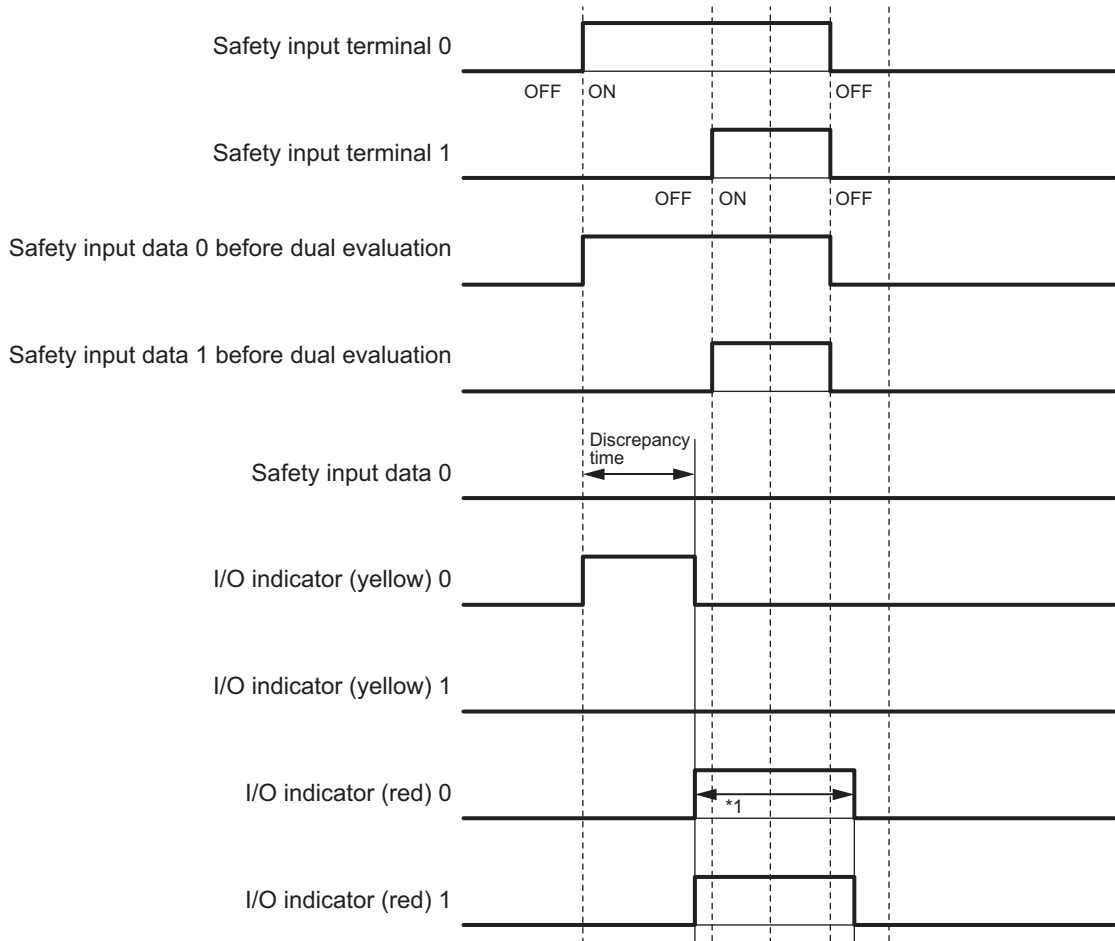 Safety input terminal 0
OFF ON OFF
Safety input terminal 1
OFF ON OFF
Safety input data 0 before dual evaluation
Safety input data 1 before dual evaluation
Discrepancy
time
Safety input data 0
I/O indicator (yellow) 0
I/O indicator (yellow) 1
I/O indicator (red) 0
*1
I/O indicator (red) 1